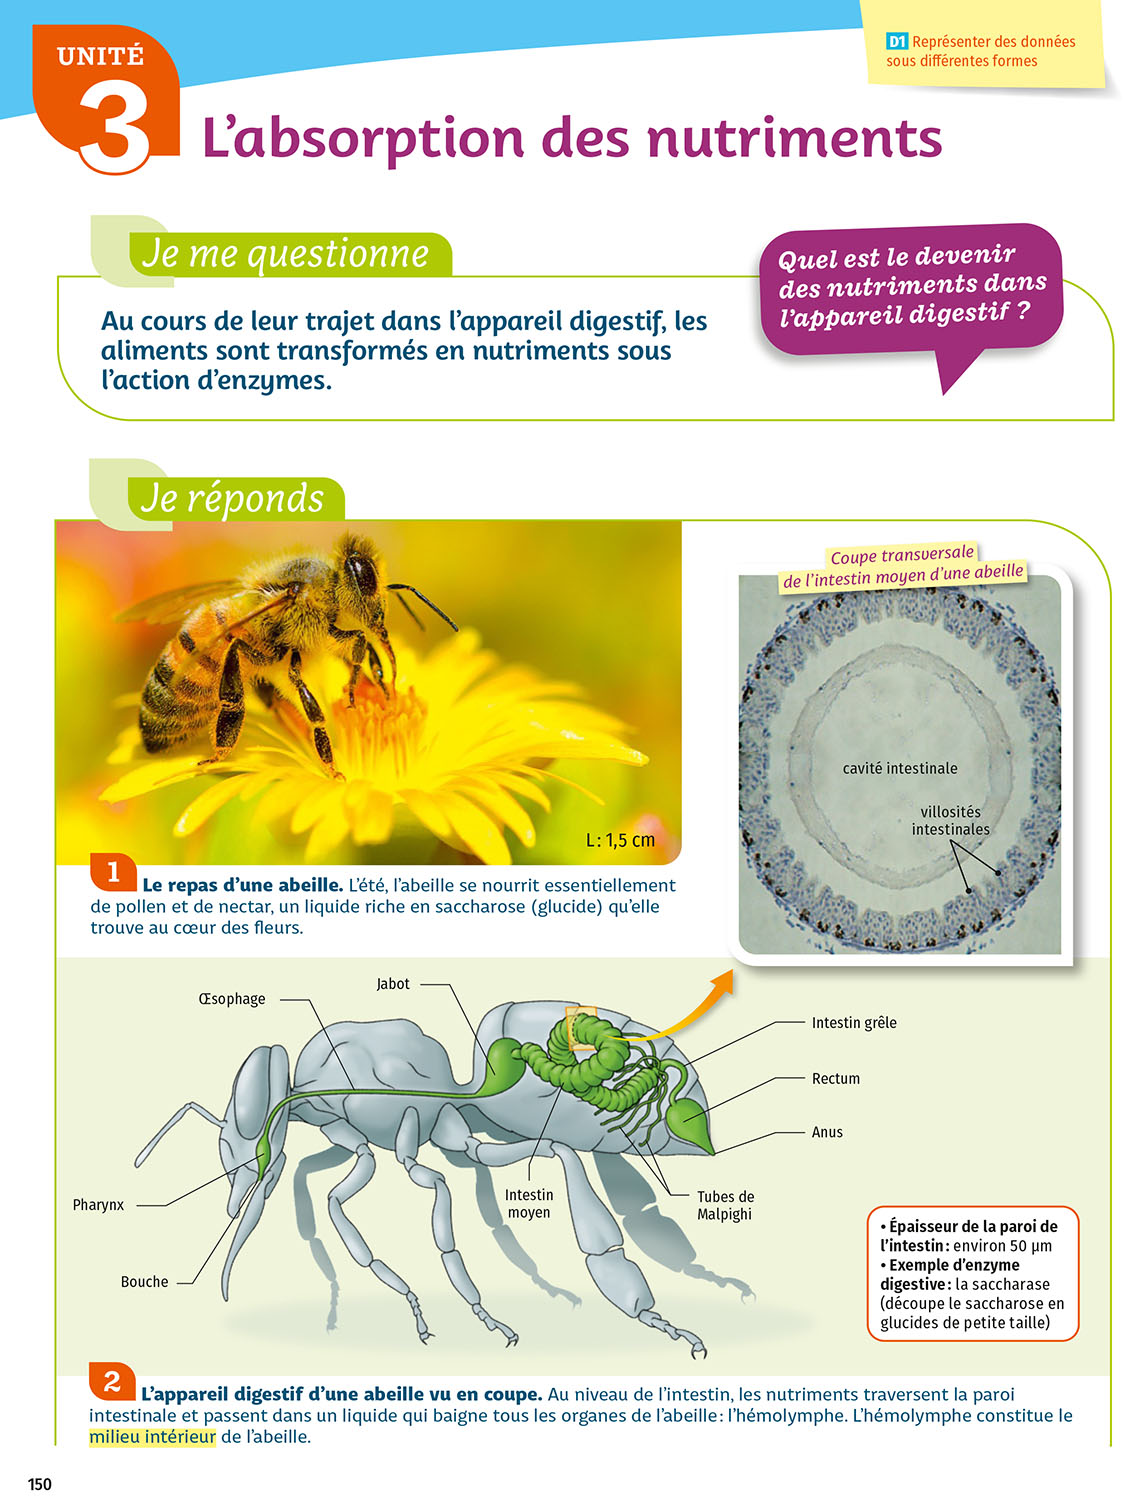 UNITÉ
3
D1 Représenter des données
sous différentes formes
L'absorption des nutriments
Je me questionne
Au cours de leur trajet dans l'appareil digestif, les
aliments sont transformés en nutriments sous
l'action d'enzymes.
Quel est le devenir
des nutriments dans
l'appareil digestif ?
Je réponds
L : 1,5 cm
1 Le repas d'une abeille. L'été, l'abeille se nourrit essentiellement
de pollen et de nectar, un liquide riche en saccharose (glucide) qu'elle
trouve au cœur des fleurs.
Coupe transversale
de l'intestin moyen d'une abeille
cavité intestinale
villosités
intestinales
Œsophage
Jabot
Intestin grêle
Rectum
Anus
Pharynx
Bouche
Intestin
moyen
Tubes de
Malpighi
• Épaisseur de la paroi de
l'intestin : environ 50 µm
• Exemple d'enzyme
digestive : la saccharase
(découpe le saccharose en
glucides de petite taille)
2 L'appareil digestif d'une abeille vu en coupe. Au niveau de l'intestin, les nutriments traversent la paroi
intestinale et passent dans un liquide qui baigne tous les organes de l'abeille : l'hémolymphe. L'hémolymphe constitue le
milieu intérieur de l'abeille.
150